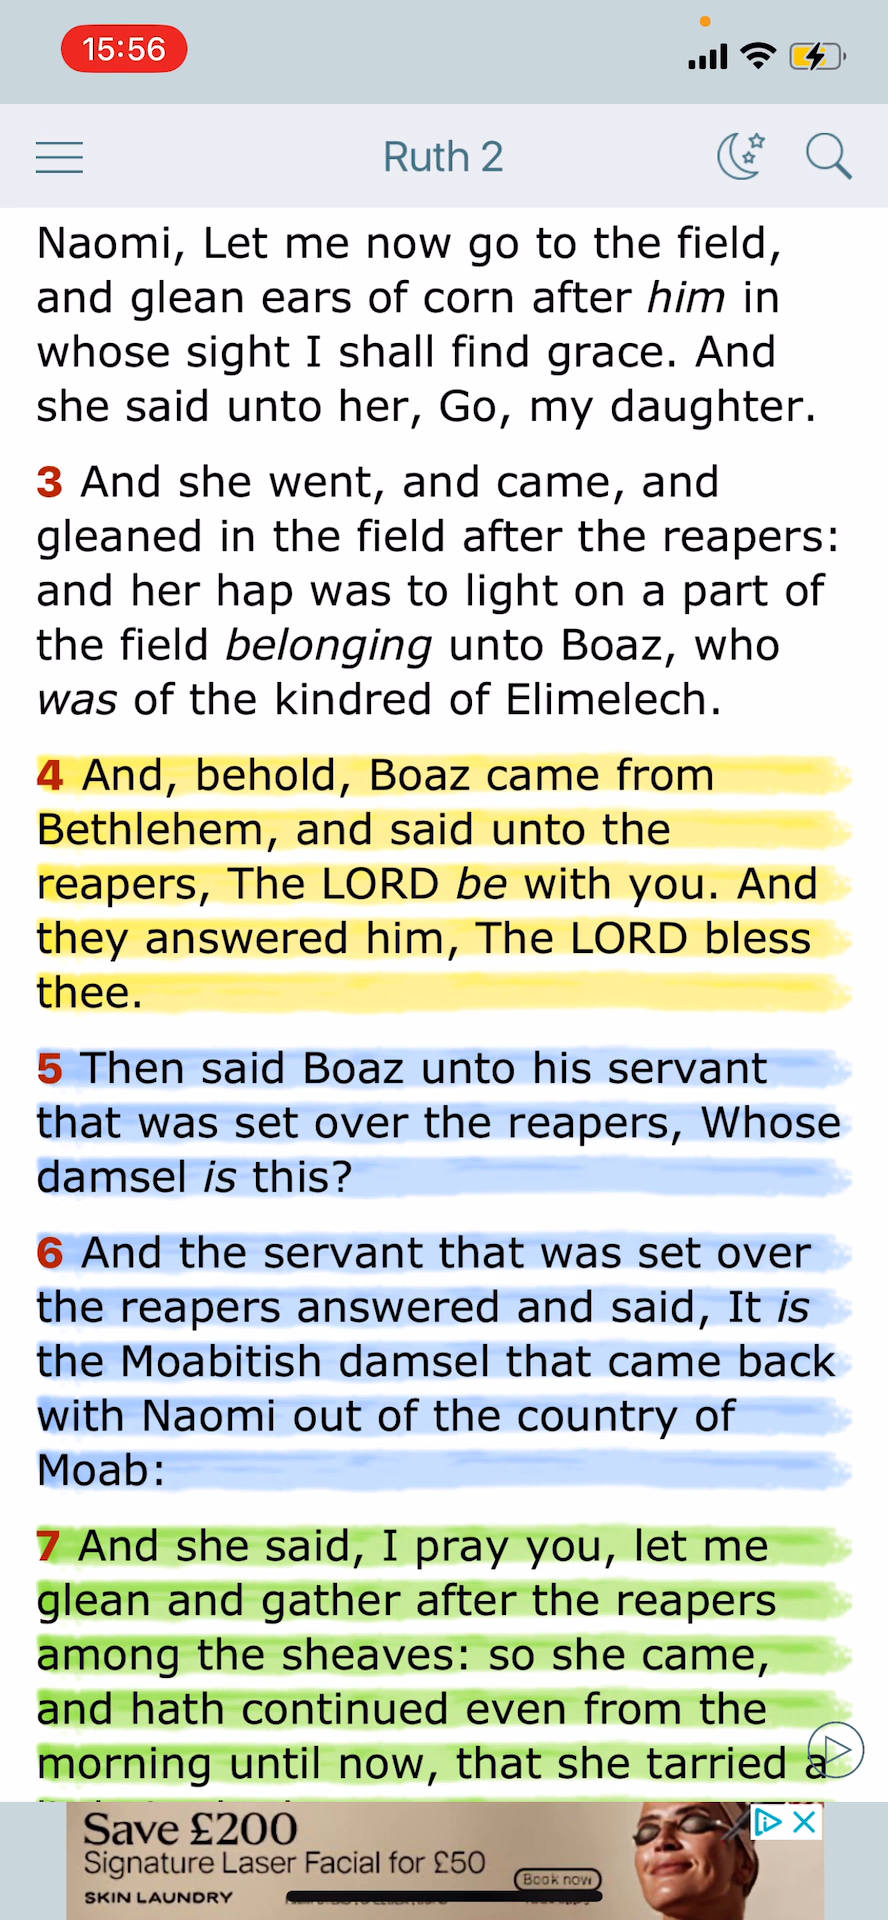 15:56
Ruth 2
Naomi, Let me now go to the field,
and glean ears of corn after him in
whose sight I shall find grace. And
she said unto her, Go, my daughter.
3 And she went, and came, and
gleaned in the field after the reapers:
and her hap was to light on a part of
the field belonging unto Boaz, who
was of the kindred of Elimelech.
4 And, behold, Boaz came from
Bethlehem, and said unto the
reapers, The LORD be with you. And
they answered him, The LORD bless
thee.
5 Then said Boaz unto his servant
that was set over the reapers, Whose
damsel is this?
6 And the servant that was set over
the reapers answered and said, It is
the Moabitish damsel that came back
with Naomi out of the country of
Moab:
7 And she said, I pray you, let me
glean and gather after the reapers
among the sheaves: so she came,
and hath continued even from the
morning until now, that she tarried a
Save £200
Signature Laser Facial for £50
Book now
SKIN LAUNDRY